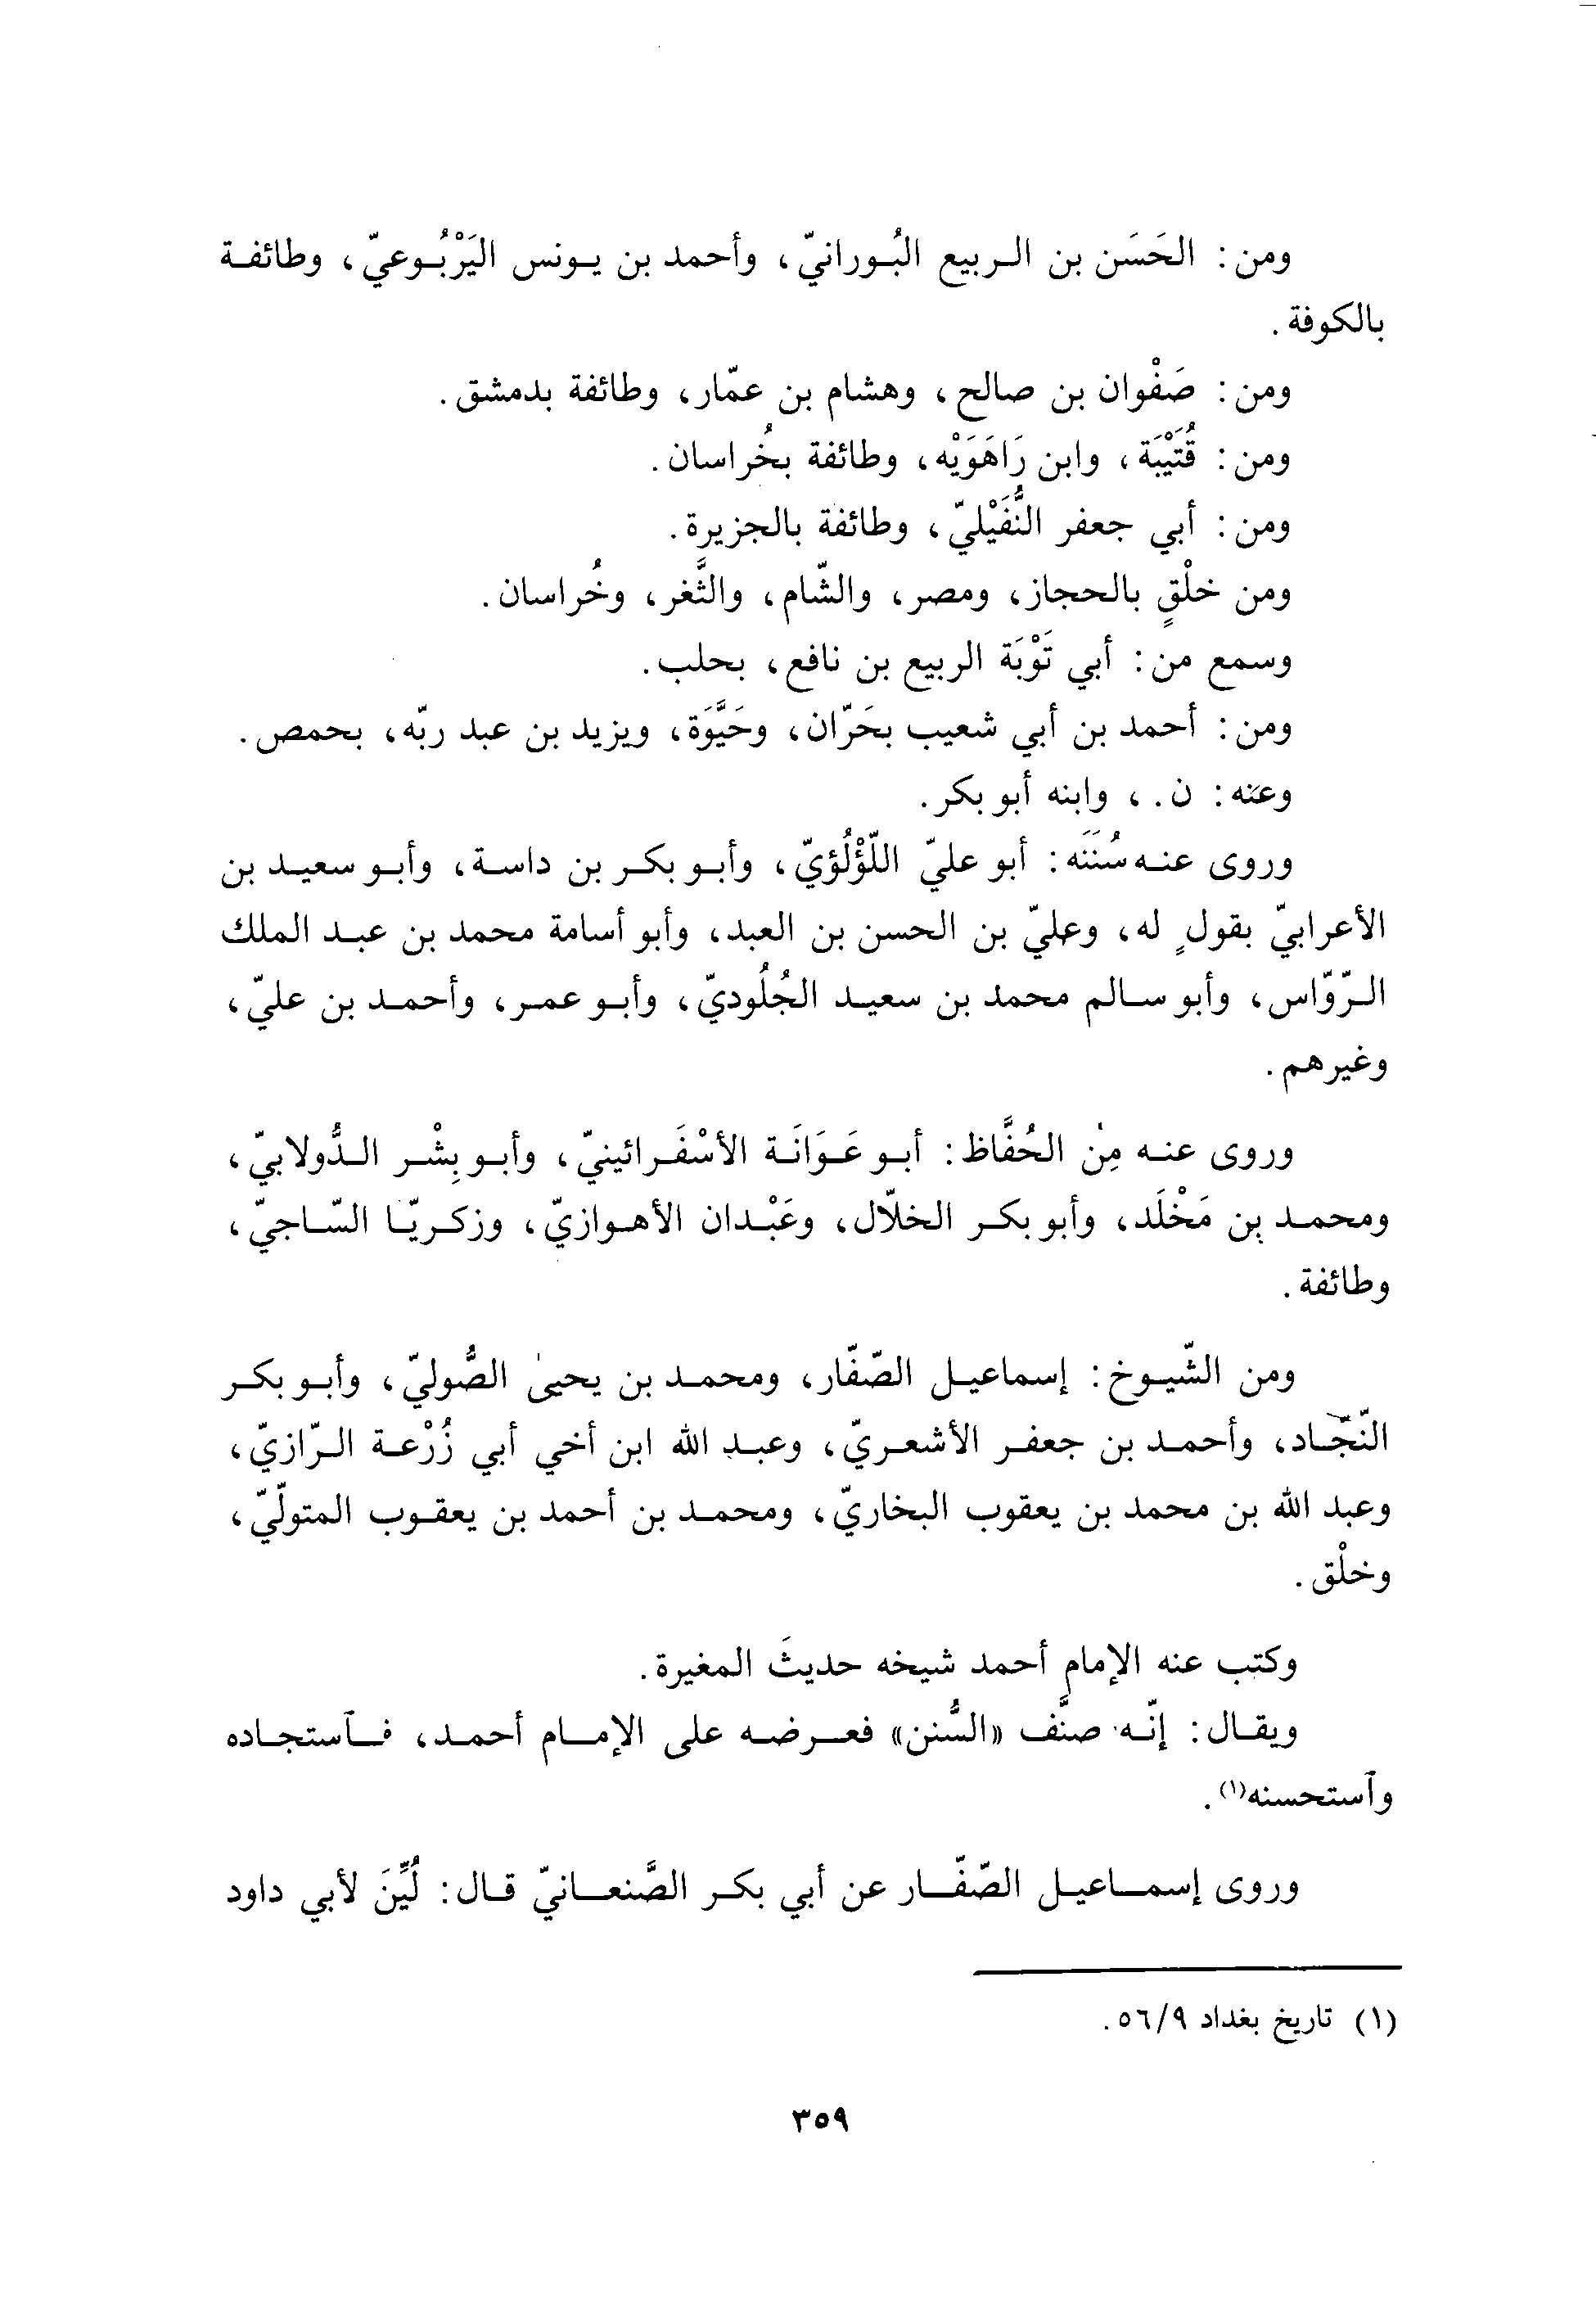 ومن : الحَسَن بن الربيع البُورانيّ، وأحمد بن يونس اليَرْبُوعيّ، وطائفة
بالكوفة .
ومن : صَفْوان بن صالح، وهشام بن عمّار، وطائفة بدمشق .
ومن : قُتَيْبَة، وابن رَاهَوَيْه، وطائفة بخُراسان .
ومن : أبي جعفر النُّفَيْليّ، وطائفة بالجزيرة .
ومن خلْقٍ بالحجاز، ومصر، والشّام، والثَّغر، وخُراسان .
وسمع من : أبي تَوْبَة الربيع بن نافع، بحلب .
ومن : أحمد بن أبي شعيب بحَرّان، وحَيَّوَة، ويزيد بن عبد ربّه، بحمص .
وعنه : ن . ، وابنه أبو بكر .
وروى عنه سُنَنَه : أبو عليّ اللّؤْلُؤيّ، وأبو بكر بن داسة، وأبو سعيد بن
الأعرابيّ بقولٍ له، وعليّ بن الحسن بن العبد، وأبو أسامة محمد بن عبد الملك
الرّوّاس، وأبو سالم محمد بن سعيد الجُلُوديّ، وأبو عمر، وأحمد بن عليّ،
وغيرهم .
وروى عنه مِن الحُفَّاظ : أبو عَوَانَة الأسْفَرائينيّ، وأبو بِشْر الدُّولابيّ،
ومحمد بن مَخْلَد، وأبو بكر الخلاّل، وعَبْدان الأهوازيّ، وزكريّا السّاجيّ،
وطائفة .
ومن الشّيوخ : إسماعيل الصّفّار، ومحمد بن يحيىٰ الصُّوليّ، وأبو بكر
النّجّاد، وأحمد بن جعفر الأشعريّ، وعبد الله ابن أخي أبي زُرْعة الرّازيّ،
وعبد الله بن محمد بن يعقوب البخاريّ، ومحمد بن أحمد بن يعقوب المتولّيّ،
وخلْق .
وكتب عنه الإمام أحمد شيخه حديثَ المغيرة .
ويقال : إنّه صنَّف «السُّنن» فعرضه على الإمام أحمد، فٱستجاده
وٱستحسنه(١) .
وروى إسماعيل الصّفّار عن أبي بكر الصَّنعانيّ قال : لُيِّنَ لأبي داود
(١) تاريخ بغداد ٥٦/٩ .
٣٥٩